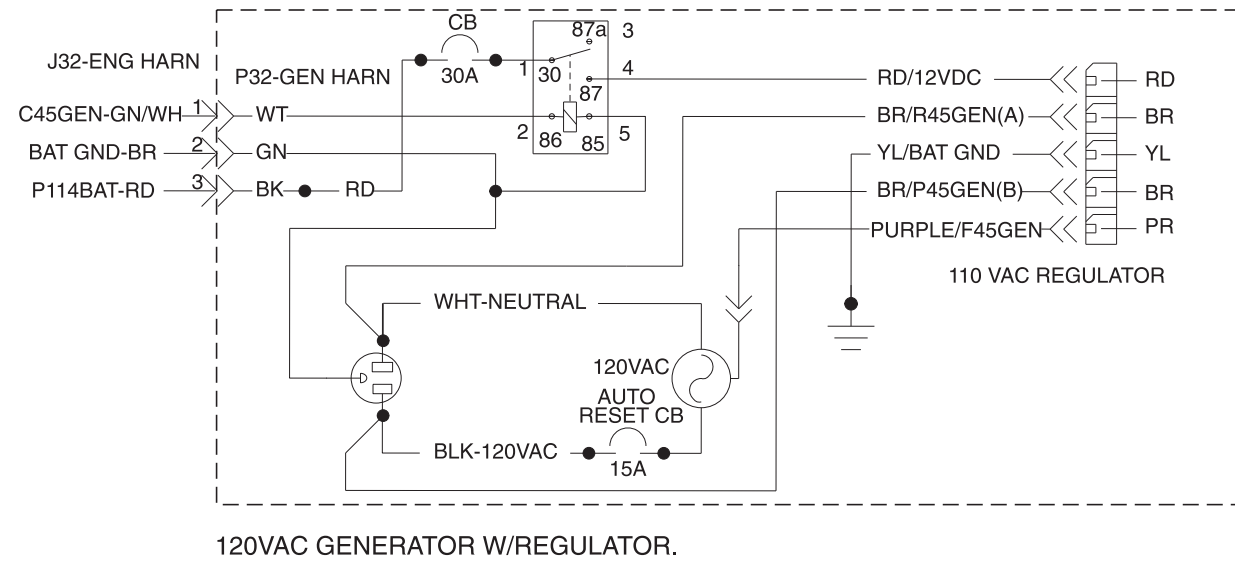 CB
87a
3
J32-ENG HARN
P32-GEN HARN
30A
1
30
4
87
RD/12VDC
RD
C45GEN-GN/WH
1
WT
2
86
85
5
BR/R45GEN(A)
BR
BAT GND-BR
2
GN
YL/BAT GND
YL
P114BAT-RD
3
BK
RD
BR/P45GEN(B)
BR
PURPLE/F45GEN
PR
110 VAC REGULATOR
WHT-NEUTRAL
120VAC
AUTO
RESET CB
BLK-120VAC
15A
120VAC GENERATOR W/REGULATOR.